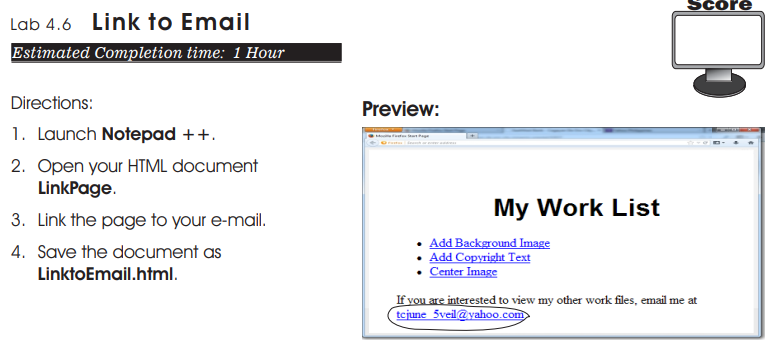 Lab 4.6 Link to Email
Score
Estimated Completion time: 1 Hour
Directions:
1. Launch Notepad ++.
2. Open your HTML document
LinkPage.
3. Link the page to your e-mail.
4. Save the document as
LinktoEmail.html.
Preview:
Mozilla Firefox Start Page
My Work List
• Add Background Image
• Add Copyright Text
• Center Image
If you are interested to view my other work files, email me at
tcjune_5veil@yahoo.com.